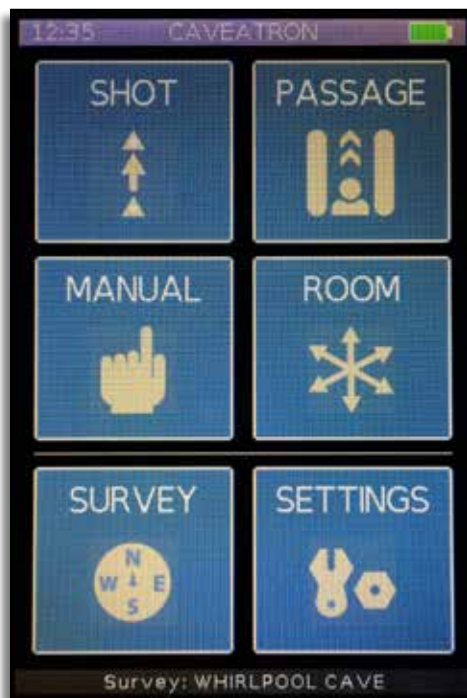 12:35 CAVEATRON
SHOT PASSAGE
MANUAL ROOM
SURVEY SETTINGS
N
W E
S
Survey: WHIRLPOOL CAVE